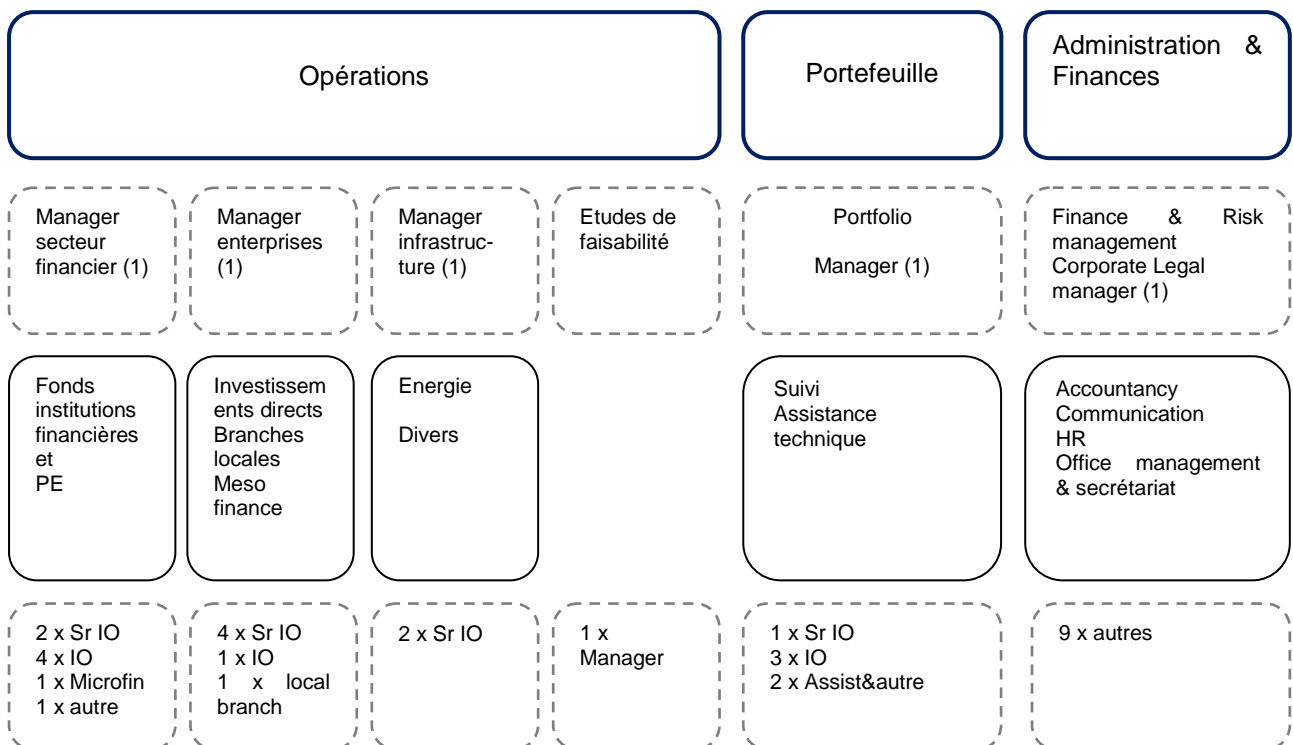 Opérations
Portefeuille
Administration &
Finances
Manager
secteur
financier (1)
Manager
enterprises
(1)
Manager
infrastruc-
ture (1)
Etudes de
faisabilité
Portfolio
Manager (1)
Finance & Risk
management
Corporate Legal
manager (1)
Fonds
institutions
financières
et
PE
Investissem
ents directs
Branches
locales
Meso
finance
Energie
Divers
Suivi
Assistance
technique
Accountancy
Communication
HR
Office management
& secrétariat
2 x Sr IO
4 x IO
1 x Microfin
1 x autre
4 x Sr IO
1 x IO
1 x local
branch
2 x Sr IO
1 x
Manager
1 x Sr IO
3 x IO
2 x Assist&autre
9 x autres